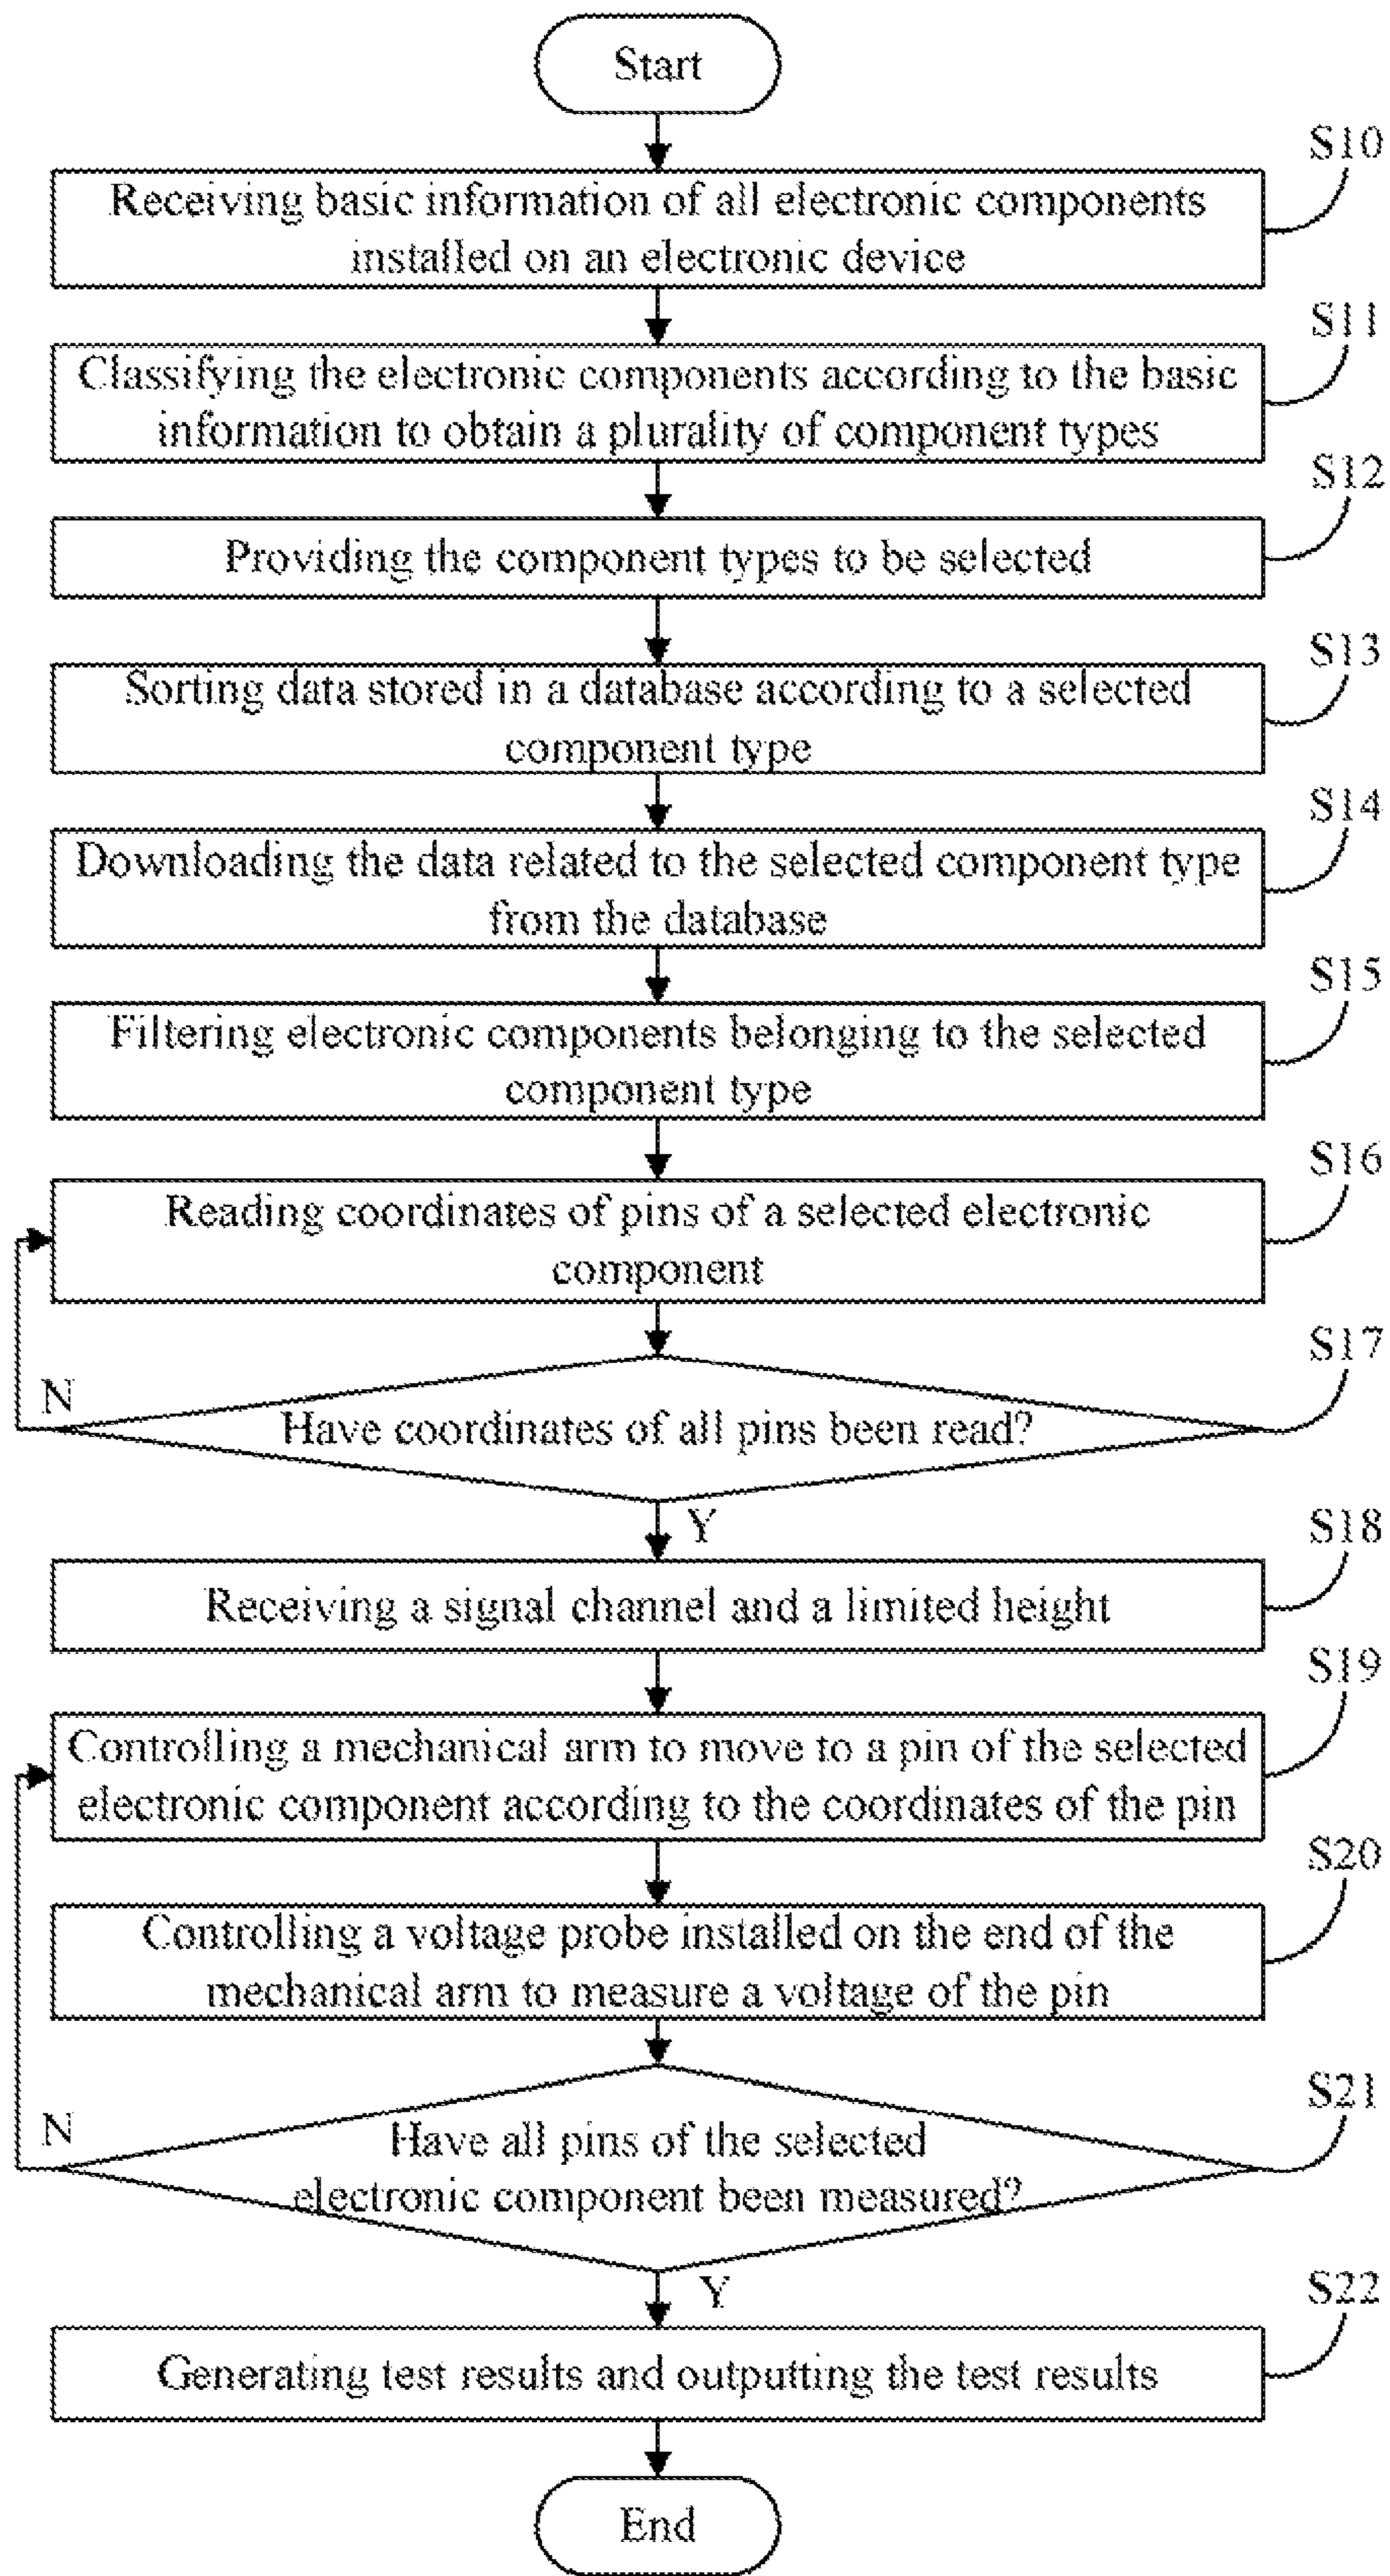 Start
S10
Receiving basic information of all electronic components
installed on an electronic device
S11
Classifying the electronic components according to the basic
information to obtain a plurality of component types
S12
Providing the component types to be selected
S13
Sorting data stored in a database according to a selected
component type
S14
Downloading the data related to the selected component type
from the database
S15
Filtering electronic components belonging to the selected
component type
S16
Reading coordinates of pins of a selected electronic
component
S17
N
Have coordinates of all pins been read?
Y
S18
Receiving a signal channel and a limited height
S19
Controlling a mechanical arm to move to a pin of the selected
electronic component according to the coordinates of the pin
S20
Controlling a voltage probe installed on the end of the
mechanical arm to measure a voltage of the pin
S21
N
Have all pins of the selected
electronic component been measured?
Y
S22
Generating test results and outputting the test results
End